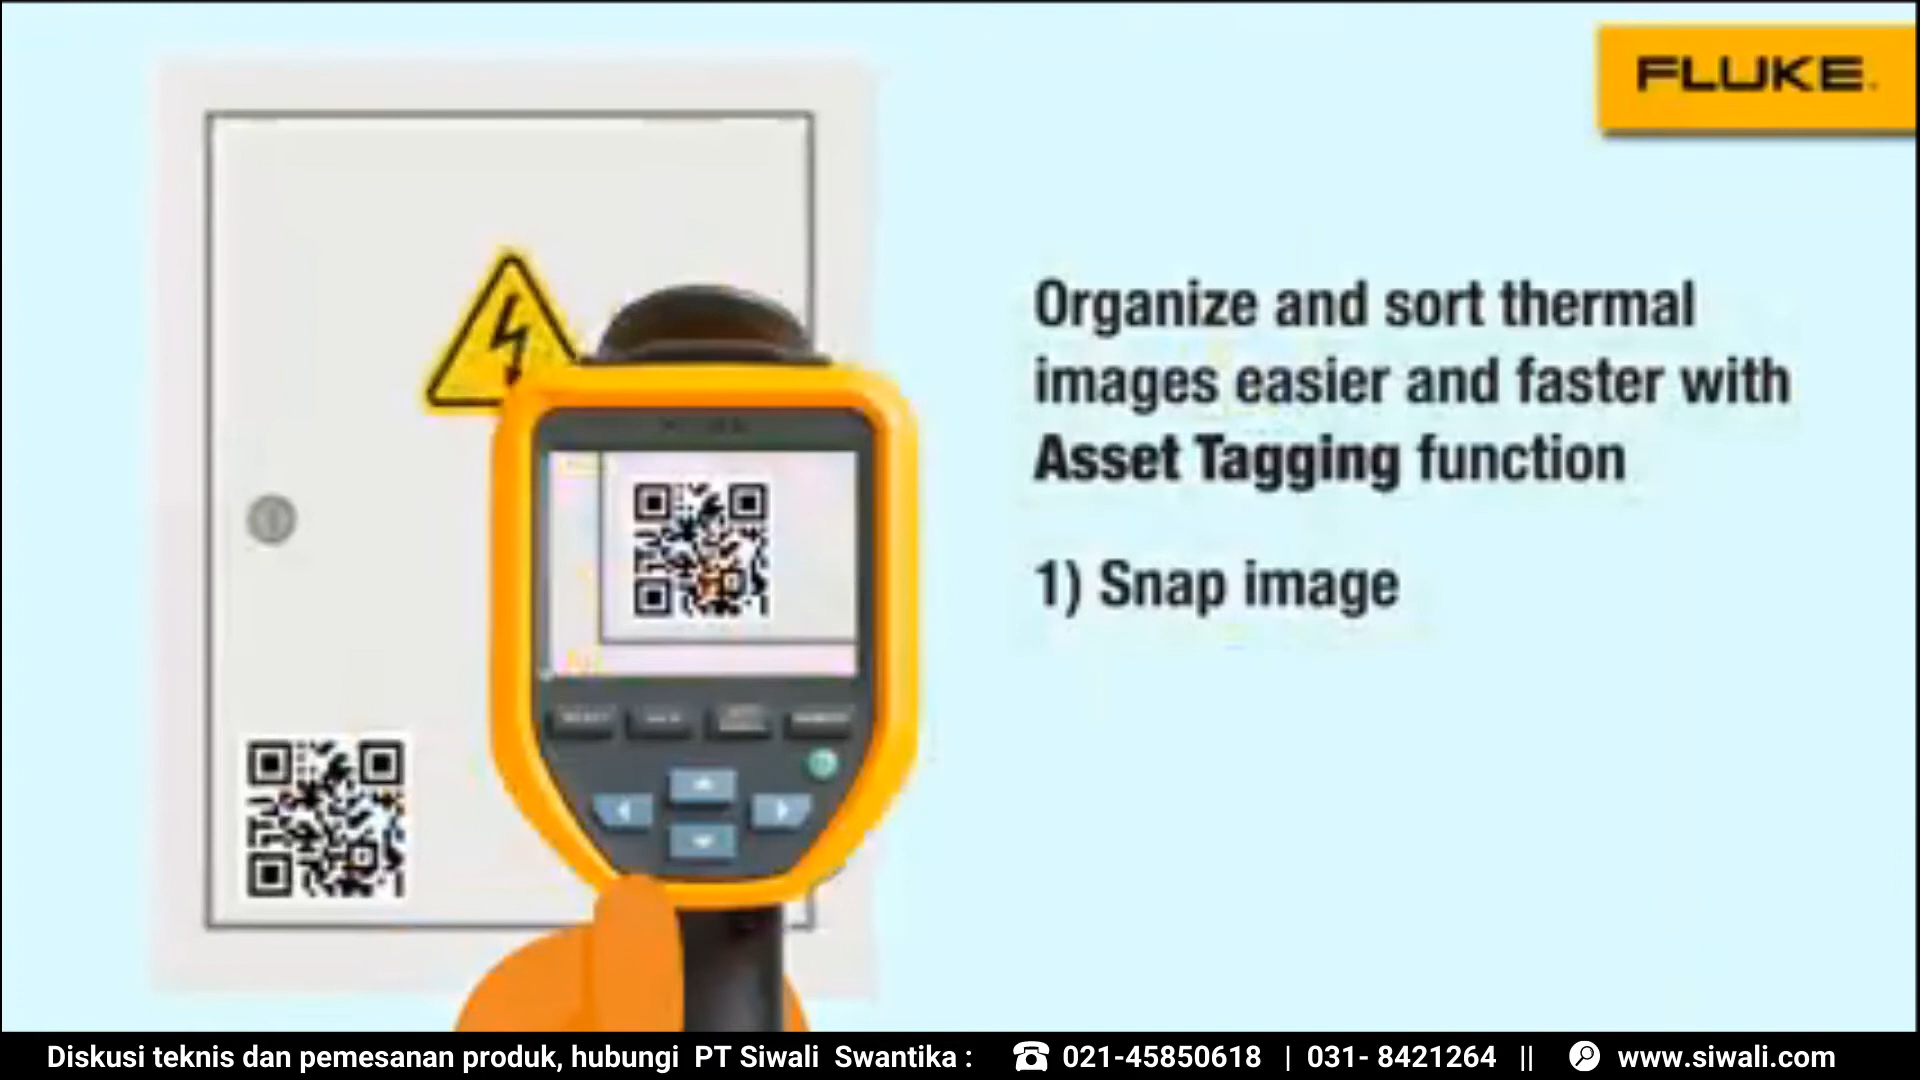 FLUKE
Organize and sort thermal
images easier and faster with
Asset Tagging function
1) Snap image
Diskusi teknis dan pemesanan produk, hubungi PT Siwali Swantika : 021-45850618 | 031- 8421264 || www.siwali.com